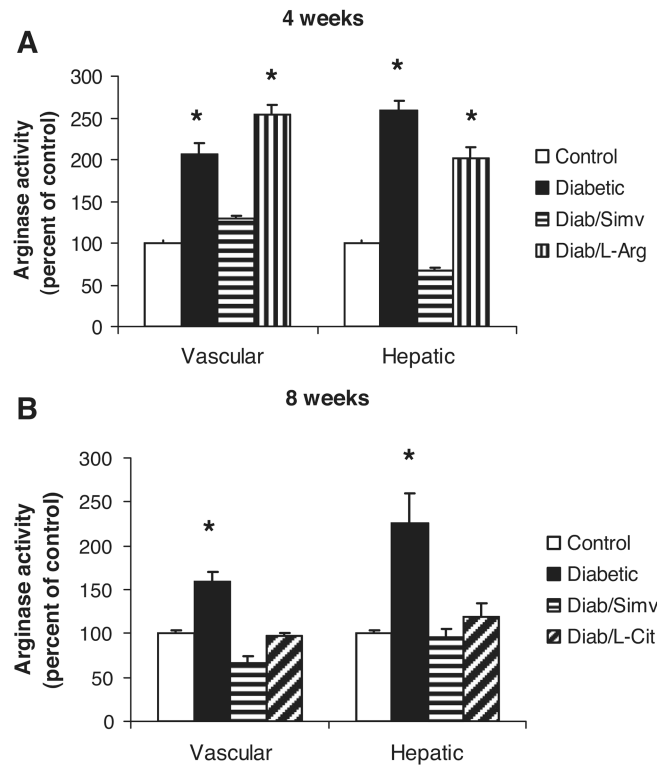 4 weeks
A
Arginase activity
(percent of control)
300
250
200
150
100
50
0
*
*
*
*
Vascular
Hepatic
Control
Diabetic
Diab/Simv
Diab/L-Arg
8 weeks
B
Arginase activity
(percent of control)
300
250
200
150
100
50
0
*
*
Vascular
Hepatic
Control
Diabetic
Diab/Simv
Diab/L-Cit